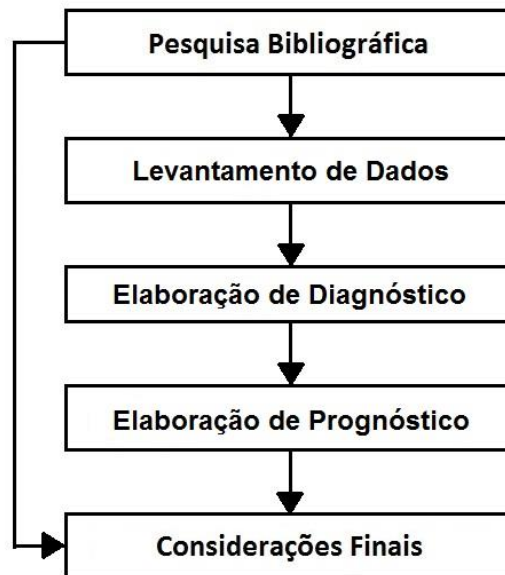 Pesquisa Bibliográfica
Levantamento de Dados
Elaboração de Diagnóstico
Elaboração de Prognóstico
Considerações Finais